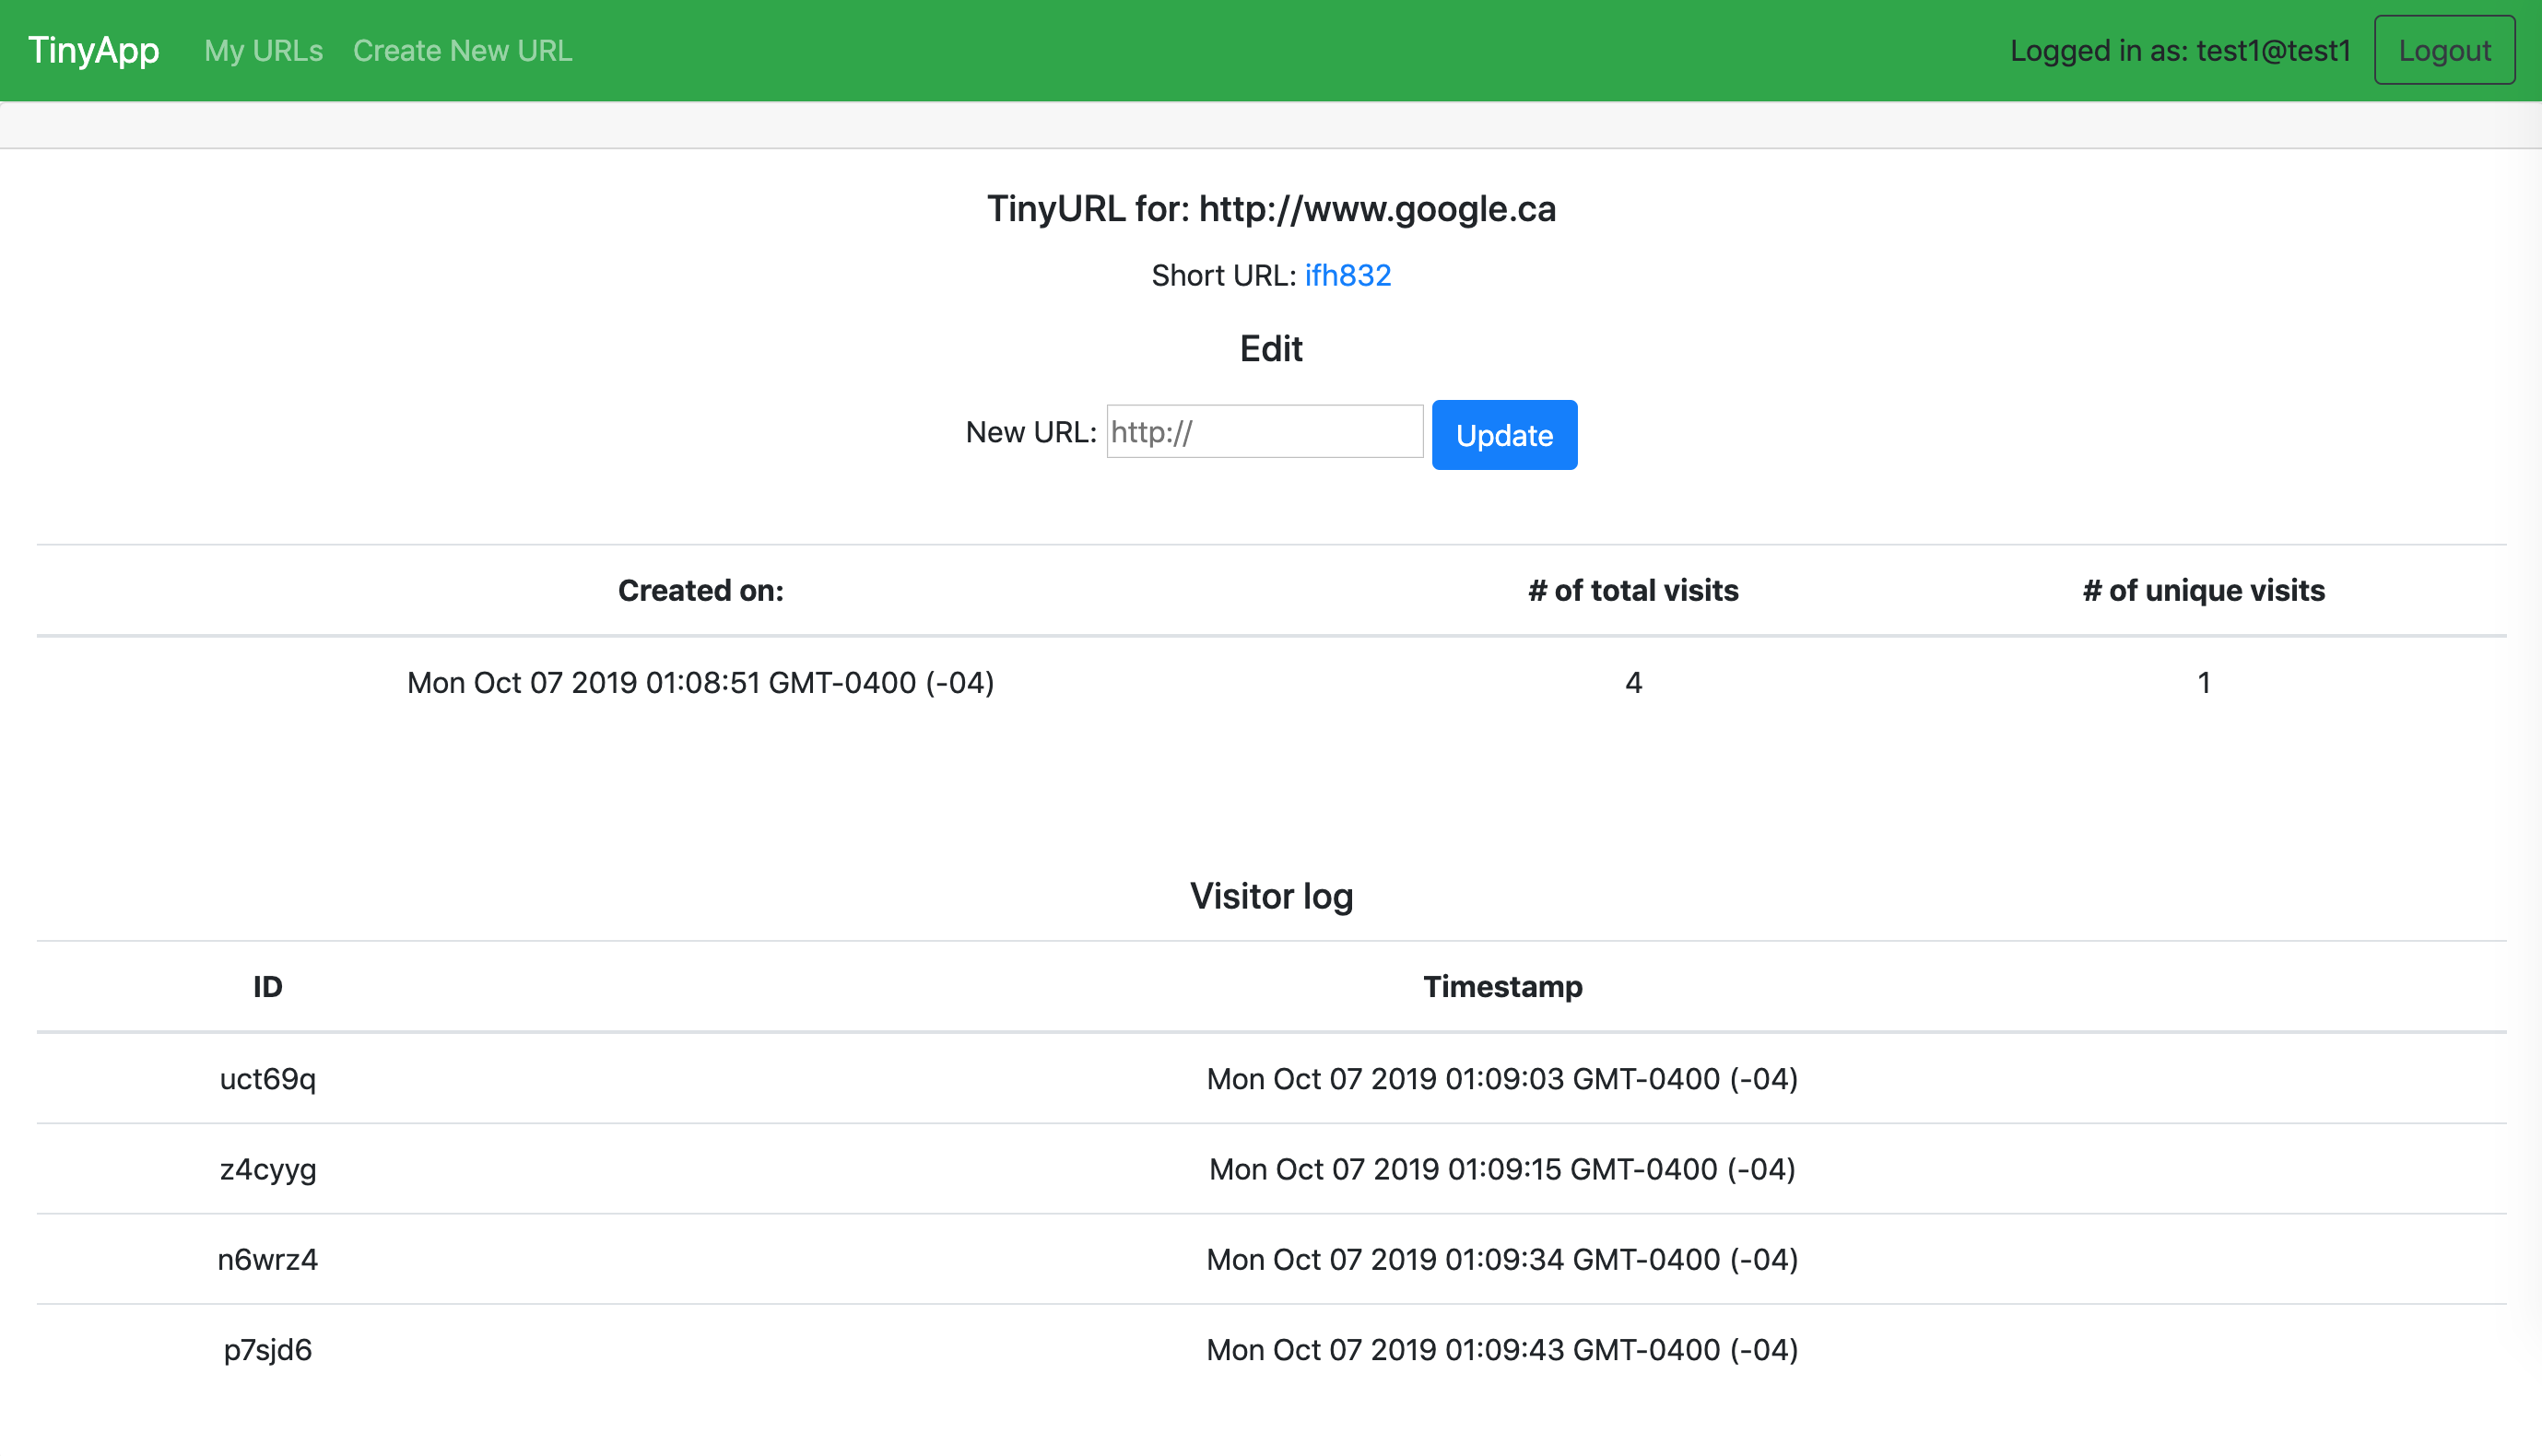 TinyApp My URLs Create New URL Logged in as: test1@test1 Logout
TinyURL for: http://www.google.ca
Short URL: ifh832
Edit
New URL: http:// Update
Created on: # of total visits # of unique visits
Mon Oct 07 2019 01:08:51 GMT-0400 (-04) 4 1
Visitor log
ID Timestamp
uct69q Mon Oct 07 2019 01:09:03 GMT-0400 (-04)
z4cyyg Mon Oct 07 2019 01:09:15 GMT-0400 (-04)
n6wrz4 Mon Oct 07 2019 01:09:34 GMT-0400 (-04)
p7sjd6 Mon Oct 07 2019 01:09:43 GMT-0400 (-04)